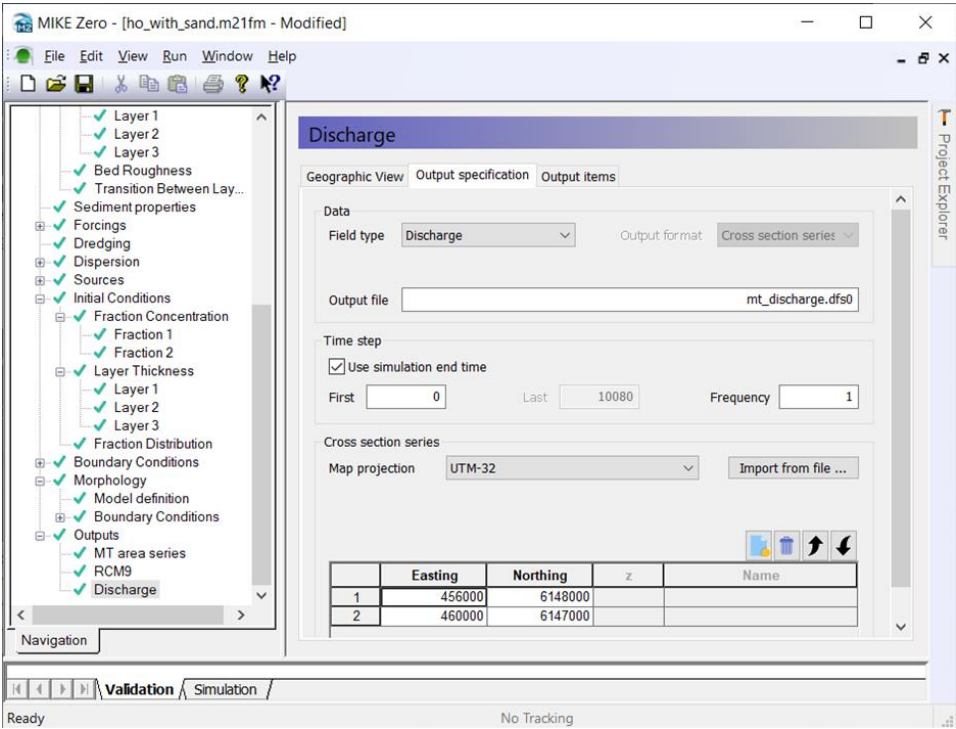 MIKE Zero - [ho_with_sand.m21fm - Modified]
File Edit View Run Window Help
Layer 1
Layer 2
Layer 3
Bed Roughness
Transition Between Lay...
Sediment properties
Forcings
Dredging
Dispersion
Sources
Initial Conditions
Fraction Concentration
Fraction 1
Fraction 2
Layer Thickness
Layer 1
Layer 2
Layer 3
Fraction Distribution
Boundary Conditions
Morphology
Model definition
Boundary Conditions
Outputs
MT area series
RCM9
Discharge
Navigation
Discharge
Geographic View Output specification Output items
Data
Field type Discharge Output format Cross section series
Output file mt_discharge.dfs0
Time step
Use simulation end time
First 0 Last 10080 Frequency 1
Cross section series
Map projection UTM-32 Import from file ...
Easting Northing z Name
1 456000 6148000
2 460000 6147000
Project Explorer
Validation Simulation
Ready No Tracking